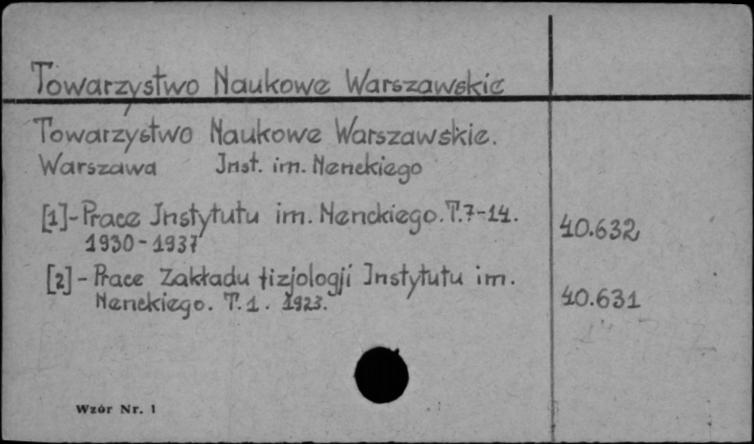 Towarzystwo Naukowe Warszawskie
Towarzystwo Naukowe Warszawskie.
Warszawa Inst. im. Nenckiego
[1]-Prace Instytutu im. Nenckiego. T.7-14. 40.632
1930-1937
[2]-Prace Zakładu fizjologji Instytutu im.
Nenckiego. T.1. 1923. 40.631
Wzór Nr. 1